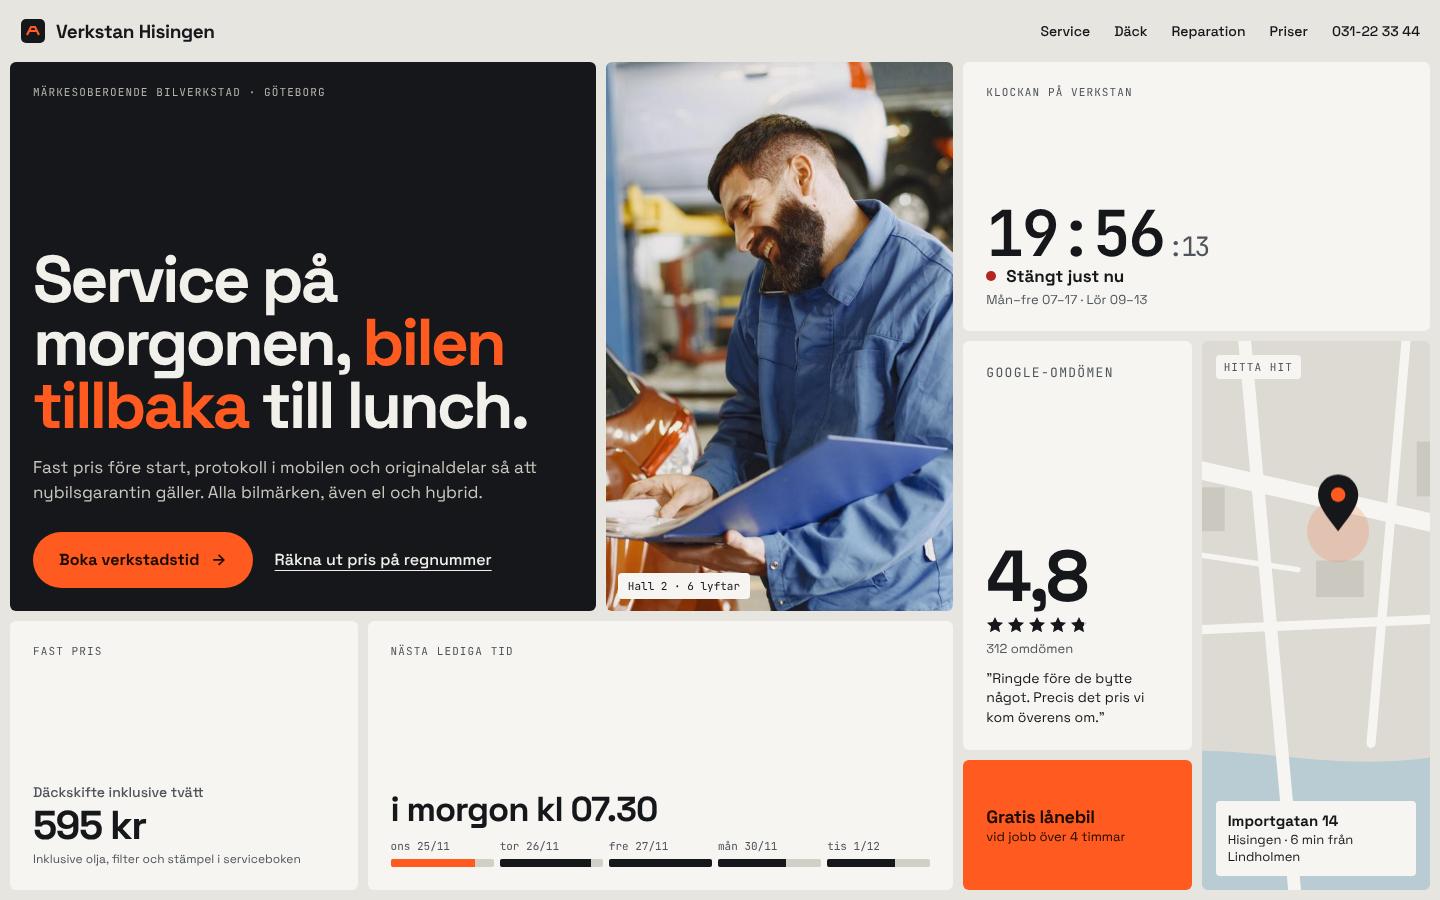 Verkstan Hisingen
Service
Däck
Reparation
Priser
031-22 33 44
MÄRKESOBEROENDE BILVERKSTAD · GÖTEBORG
Service på
morgonen, bilen
tillbaka till lunch.
Fast pris före start, protokoll i mobilen och originaldelar så att
nybilsgarantin gäller. Alla bilmärken, även el och hybrid.
Boka verkstadstid →
Räkna ut pris på regnummer
Hall 2 · 6 lyftar
KLOCKAN PÅ VERKSTAN
19:56:13
Stängt just nu
Mån–fre 07–17 · Lör 09–13
GOOGLE-OMDÖMEN
4,8
312 omdömen
”Ringde före de bytte
något. Precis det pris vi
kom överens om.”
HITTA HIT
Importgatan 14
Hisingen · 6 min från
Lindholmen
FAST PRIS
Däckskifte inklusive tvätt
595 kr
Inklusive olja, filter och stämpel i serviceboken
NÄSTA LEDIGA TID
i morgon kl 07.30
ons 25/11
tor 26/11
fre 27/11
mån 30/11
tis 1/12
Gratis lånebil
vid jobb över 4 timmar